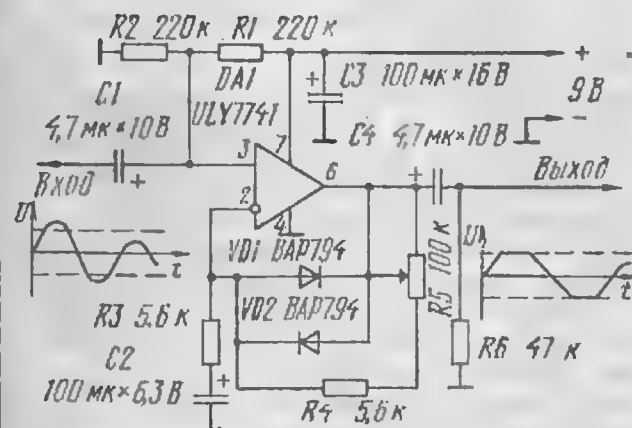 R2 220к R1 220к
C1
4,7мк×10В
DA1
ULY7741
C3 100мк×16В
+
9В
-
C4 4,7мк×10В
Вход
+
3
7
2
6
4
+
Выход
U
t
VD1 BAP794
VD2 BAP794
R5 100к
U
t
R3 5,6к
C2
100мк×6,3В
+
R4 5,6к
R6 47к